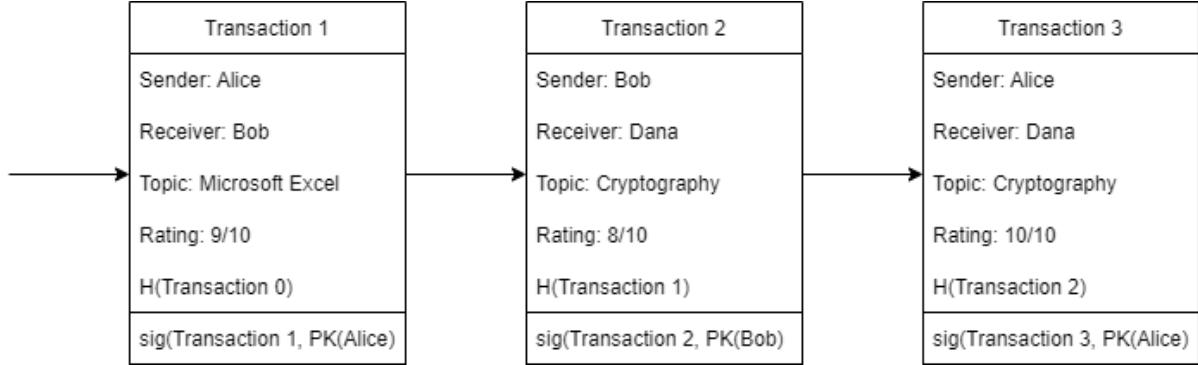 Transaction 1
Sender: Alice
Receiver: Bob
Topic: Microsoft Excel
Rating: 9/10
H(Transaction 0)
sig(Transaction 1, PK(Alice)
Transaction 2
Sender: Bob
Receiver: Dana
Topic: Cryptography
Rating: 8/10
H(Transaction 1)
sig(Transaction 2, PK(Bob)
Transaction 3
Sender: Alice
Receiver: Dana
Topic: Cryptography
Rating: 10/10
H(Transaction 2)
sig(Transaction 3, PK(Alice)